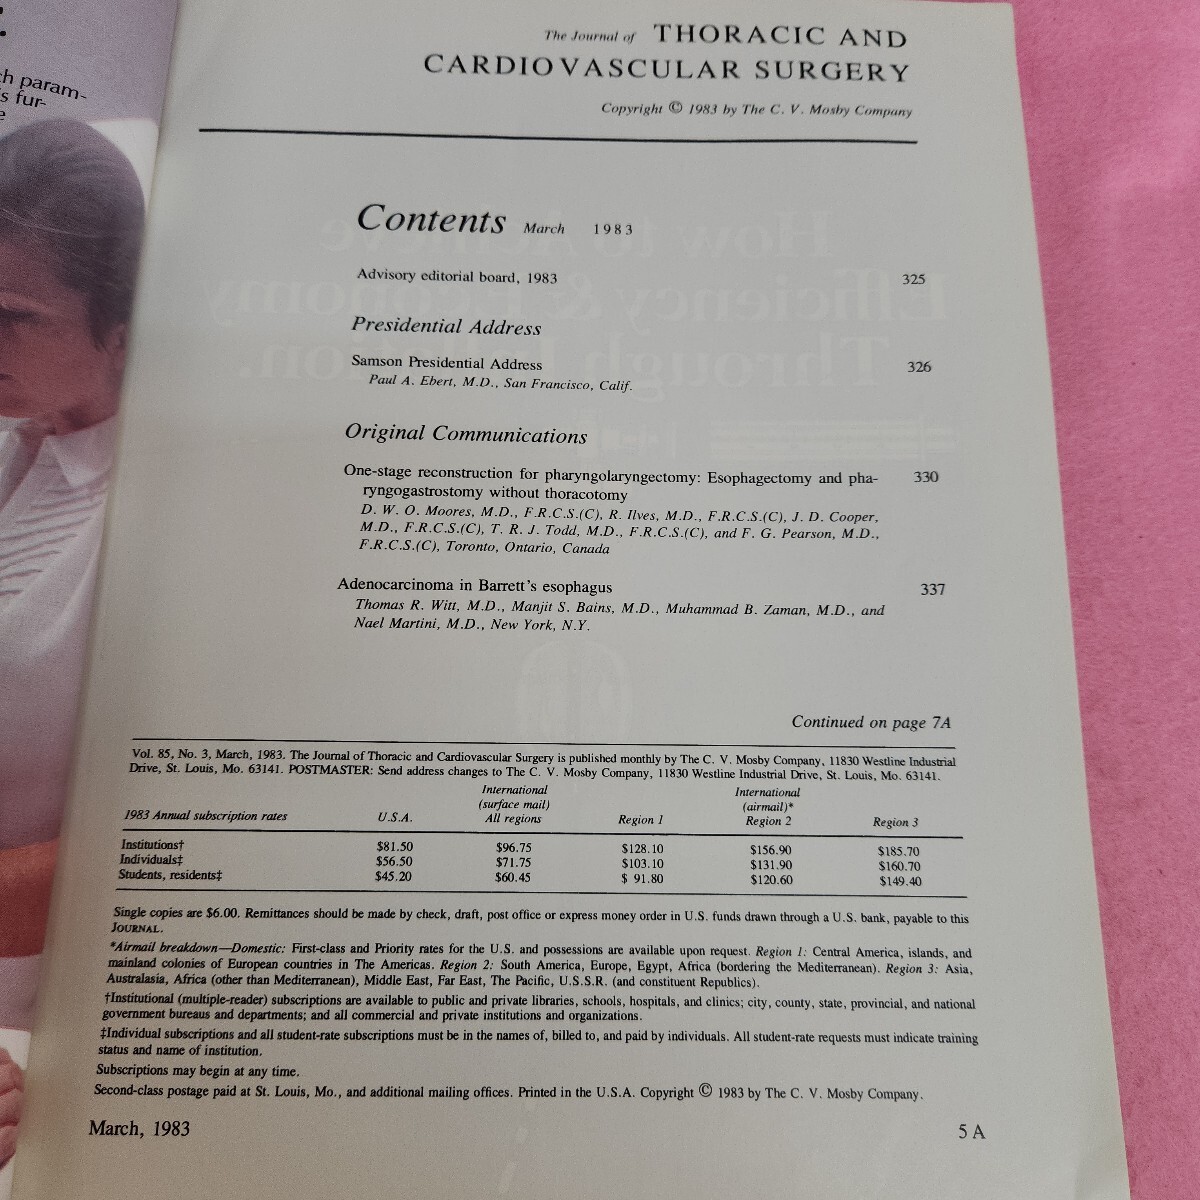 ch param-
s fur-
e
The Journal of THORACIC AND
CARDIOVASCULAR SURGERY
Copyright © 1983 by The C. V. Mosby Company
Contents March 1983
Advisory editorial board, 1983 325
Presidential Address
Samson Presidential Address 326
Paul A. Ebert, M.D., San Francisco, Calif.
Original Communications
One-stage reconstruction for pharyngolaryngectomy: Esophagectomy and pha- 330
ryngogastrostomy without thoracotomy
D. W. O. Moores, M.D., F.R.C.S.(C), R. Ilves, M.D., F.R.C.S.(C), J. D. Cooper,
M.D., F.R.C.S.(C), T. R. J. Todd, M.D., F.R.C.S.(C), and F. G. Pearson, M.D.,
F.R.C.S.(C), Toronto, Ontario, Canada
Adenocarcinoma in Barrett's esophagus 337
Thomas R. Witt, M.D., Manjit S. Bains, M.D., Muhammad B. Zaman, M.D., and
Nael Martini, M.D., New York, N.Y.
Continued on page 7A
Vol. 85, No. 3, March, 1983. The Journal of Thoracic and Cardiovascular Surgery is published monthly by The C. V. Mosby Company, 11830 Westline Industrial
Drive, St. Louis, Mo. 63141. POSTMASTER: Send address changes to The C. V. Mosby Company, 11830 Westline Industrial Drive, St. Louis, Mo. 63141.
International International
(surface mail) (airmail)*
1983 Annual subscription rates U.S.A. All regions Region 1 Region 2 Region 3
Institutions† $81.50 $96.75 $128.10 $156.90 $185.70
Individuals‡ $56.50 $71.75 $103.10 $131.90 $160.70
Students, residents‡ $45.20 $60.45 $ 91.80 $120.60 $149.40
Single copies are $6.00. Remittances should be made by check, draft, post office or express money order in U.S. funds drawn through a U.S. bank, payable to this
JOURNAL.
*Airmail breakdown—Domestic: First-class and Priority rates for the U.S. and possessions are available upon request. Region 1: Central America, islands, and
mainland colonies of European countries in The Americas. Region 2: South America, Europe, Egypt, Africa (bordering the Mediterranean). Region 3: Asia,
Australasia, Africa (other than Mediterranean), Middle East, Far East, The Pacific, U.S.S.R. (and constituent Republics).
†Institutional (multiple-reader) subscriptions are available to public and private libraries, schools, hospitals, and clinics; city, county, state, provincial, and national
government bureaus and departments; and all commercial and private institutions and organizations.
‡Individual subscriptions and all student-rate subscriptions must be in the names of, billed to, and paid by individuals. All student-rate requests must indicate training
status and name of institution.
Subscriptions may begin at any time.
Second-class postage paid at St. Louis, Mo., and additional mailing offices. Printed in the U.S.A. Copyright © 1983 by The C. V. Mosby Company.
March, 1983 5 A